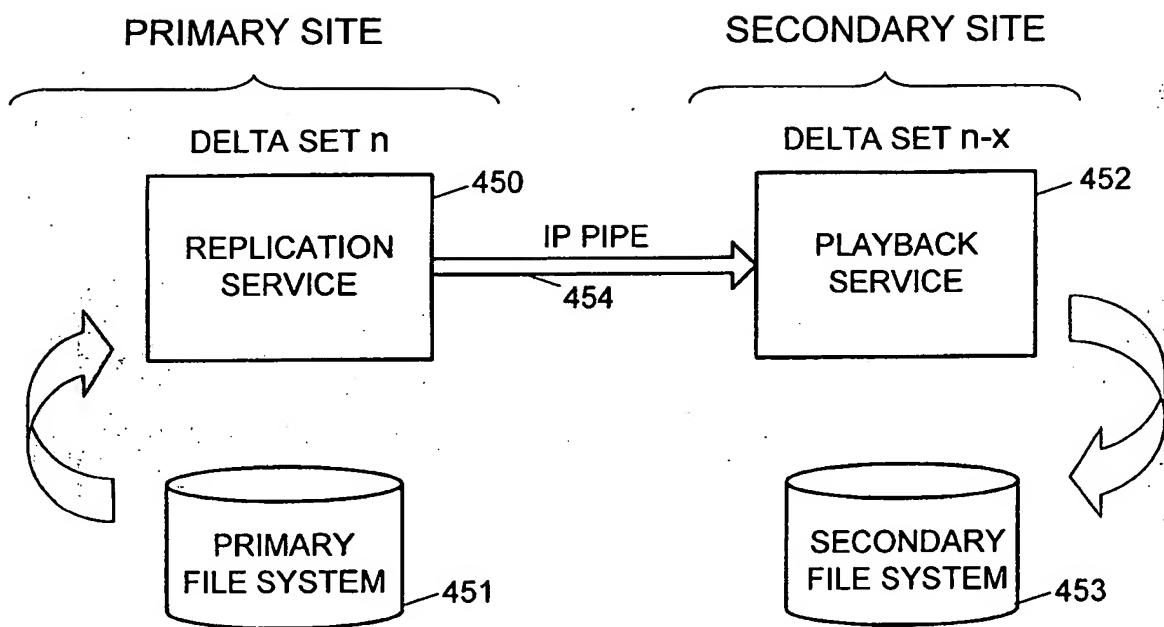 PRIMARY SITE
SECONDARY SITE
DELTA SET n
DELTA SET n-x
450
452
REPLICATION
SERVICE
IP PIPE
454
PLAYBACK
SERVICE
PRIMARY
FILE SYSTEM
451
SECONDARY
FILE SYSTEM
453